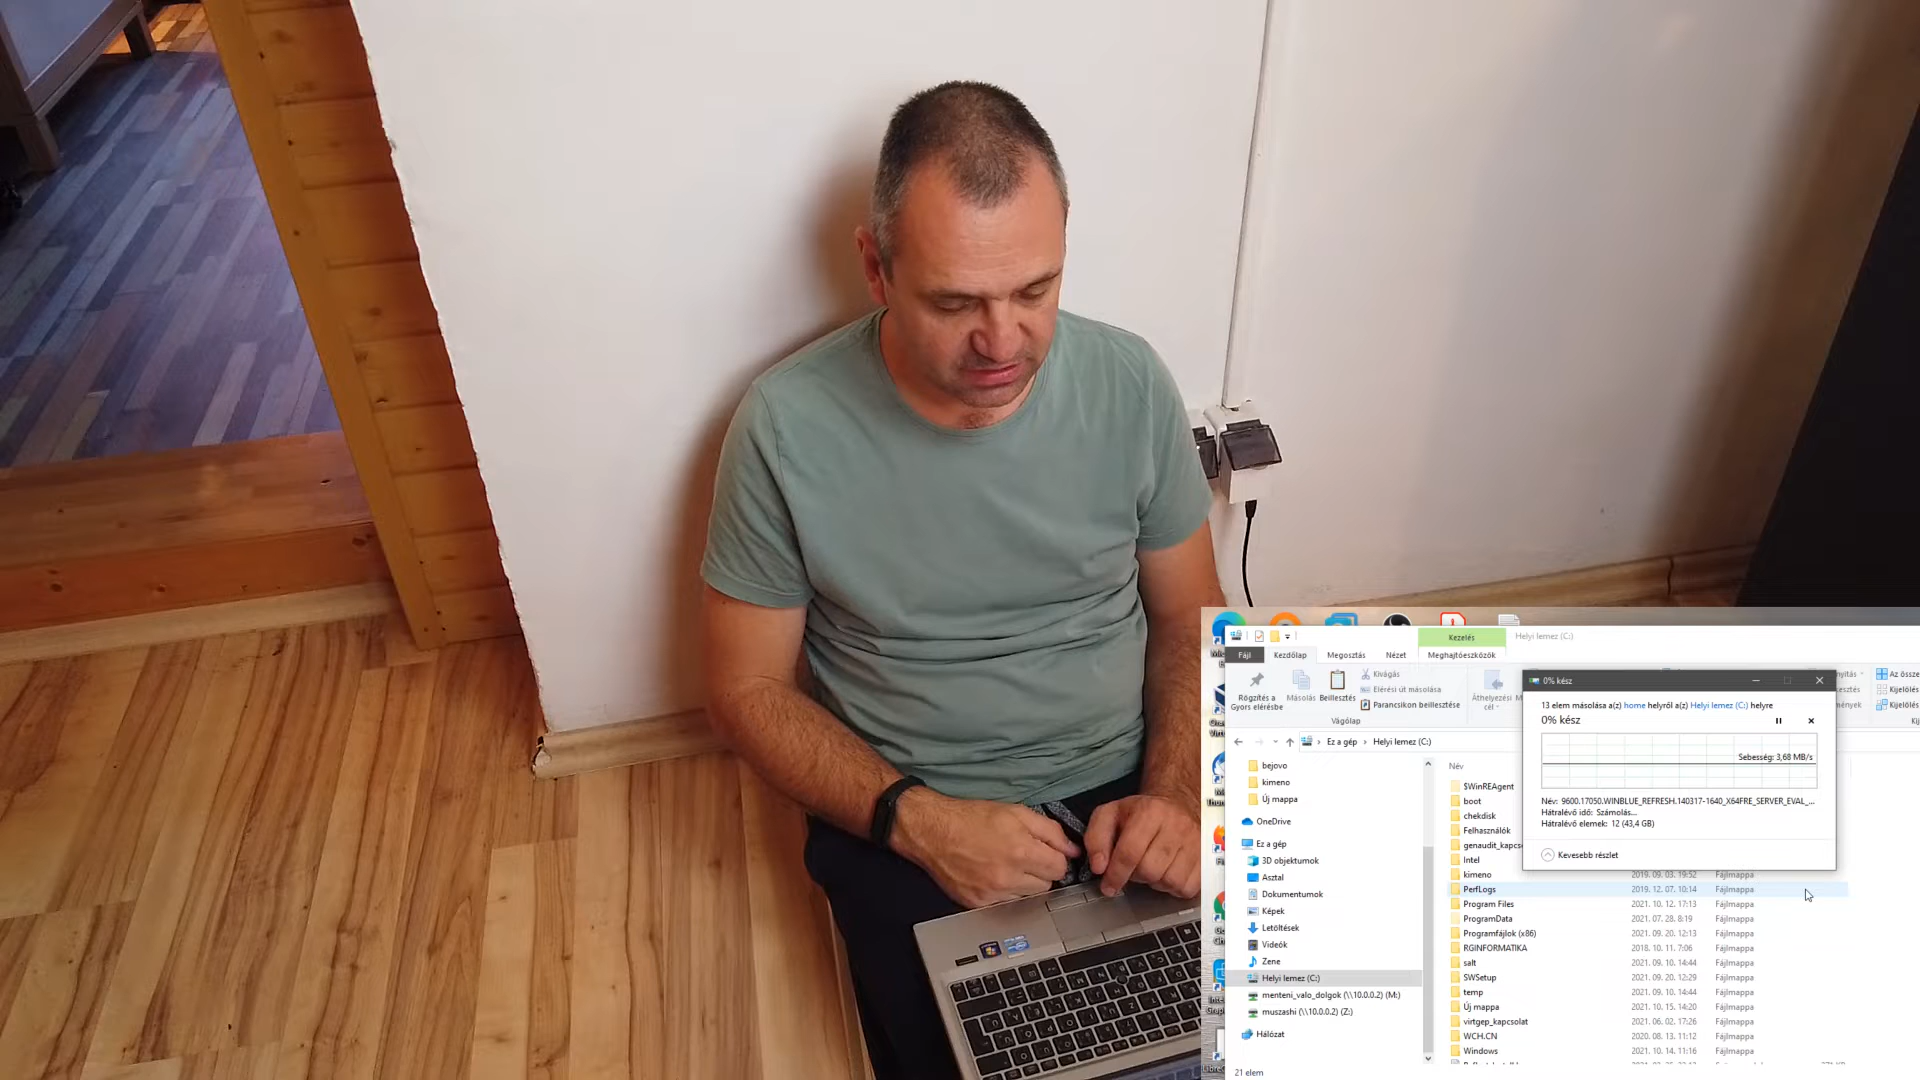 Kezelés
Helyi lemez (C:)
Fájl
Kezdőlap
Megosztás
Nézet
Meghajtóeszközök
Rögzítés a Gyors elérésbe
Másolás
Beillesztés
Kivágás
Elérési út másolása
Parancsikon beillesztése
Áthelyezési cél
Az össze
Kijelölés
Kijelölés
Vágólap
Ez a gép
Helyi lemez (C:)
0% kész
13 elem másolása a(z) home helyről a(z) Helyi lemez (C:) helyre
0% kész
Sebesség: 3,68 MB/s
Név: 9600.17050.WINBLUE_REFRESH.140317-1640_X64FRE_SERVER_EVAL_...
Hátralévő idő: Számolás...
Hátralévő elemek: 12 (43,4 GB)
Kevesebb részlet
bejovo
kimeno
Új mappa
OneDrive
Ez a gép
3D objektumok
Asztal
Dokumentumok
Képek
Letöltések
Videók
Zene
Helyi lemez (C:)
menteni_valo_dolgok (\\10.0.0.2) (M:)
muszashi (\\10.0.0.2) (Z:)
Hálózat
21 elem
Név
$WinREAgent
boot
chekdisk
Felhasználók
genaudit_kapcso
Intel
kimeno 2019. 09. 03. 19:52 Fájlmappa
PerfLogs 2019. 12. 07. 10:14 Fájlmappa
Program Files 2021. 10. 12. 17:13 Fájlmappa
ProgramData 2021. 07. 28. 8:19 Fájlmappa
Programfájlok (x86) 2021. 09. 20. 12:13 Fájlmappa
RGINFORMATIKA 2018. 10. 11. 7:06 Fájlmappa
salt 2021. 09. 10. 14:44 Fájlmappa
SWSetup 2021. 09. 20. 12:29 Fájlmappa
temp 2021. 09. 10. 14:44 Fájlmappa
Új mappa 2021. 10. 15. 14:20 Fájlmappa
virtgep_kapcsolat 2021. 06. 02. 17:26 Fájlmappa
WCH.CN 2020. 08. 13. 11:12 Fájlmappa
Windows 2021. 10. 14. 11:16 Fájlmappa